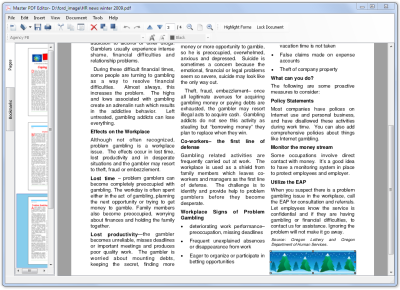 Master PDF Editor- D:\ford_image\HR news winter 2009.pdf
File Edit Insert View Document Tools Help
Highlight Forms Lock Document
Black
Pages
Bookmarks
Gamblers usually experience intense
shame, financial difficulties and
relationship problems.
During these difficult financial times,
some people are turning to gambling
as a way to resolve financial
difficulties. Almost always, this
increases the problem. The highs
and lows associated with gambling
create an adrenalin rush which results
in the addictive behaviors. Left
untreated, gambling addicts can lose
everything.
Effects on the Workplace
Although not often recognized,
problem gambling is a workplace
issue. The effects occur in lost time,
lost productivity and in desperate
situations and the gambler may resort
to theft, fraud or embezzlement.
Lost time – problem gamblers can
become completely preoccupied with
gambling. The workday is often spent
either in the act of gambling, planning
the next opportunity or trying to get
money to gamble. Family members
also become preoccupied, worrying
about finances and holding the family
together.
Lost productivity—the gambler
becomes unreliable, misses deadlines
or important meetings and produces
poor quality work. The gambler is
worried about mounting debts,
keeping the secret, finding more
money or more opportunity to gamble,
so he is preoccupied, overwhelmed,
anxious and depressed. Suicide is
sometimes a concern because the
emotional, financial or legal problems
seem so severe, suicide may look like
the only way out.
Theft, fraud, embezzlement– once
all legitimate avenues for acquiring
gambling money or paying debts are
exhausted, the gambler may resort
illegal acts to acquire cash. Gambling
addicts do not see this activity as
stealing but “borrowing money” they
plan to replace when they win.
Co-workers– the first line of
defense
Gambling related activities are
frequently carried out at work. The
workplace is used as a shield from
family members which leaves co-
workers and managers as the first line
of defense. The challenge is to
identify and provide help to problem
gamblers before they become
desperate.
Workplace Signs of Problem
Gambling
• deteriorating work performance–
preoccupation, missing deadlines
• Frequent unexplained absences
or disappearance from work
• Eager to organize or participate in
betting opportunities
vacation time is not taken
• False claims made on expense
accounts
• Theft of company property
What can you do?
The following are some proactive
measures to consider:
Policy Statements
Most companies have polices on
Internet use and personal business,
and have disallowed those activities
during work time. You can also add
comprehensive policies about things
like Internet gambling.
Monitor the money stream
Some occupations involve direct
contact with money. It's a good idea
to have a monitoring system in place
to protect employees and employer.
Utilize the EAP
When you suspect there is a problem
gambling issue in the workplace, call
the EAP for consultation and referrals.
Let employees know the service is
confidential and if they are having
gambling or financial difficulties, to
contact us for assistance. Ignoring the
problem will not make it go away.
Source: Oregon Lottery and Oregon
Department of Human Services.